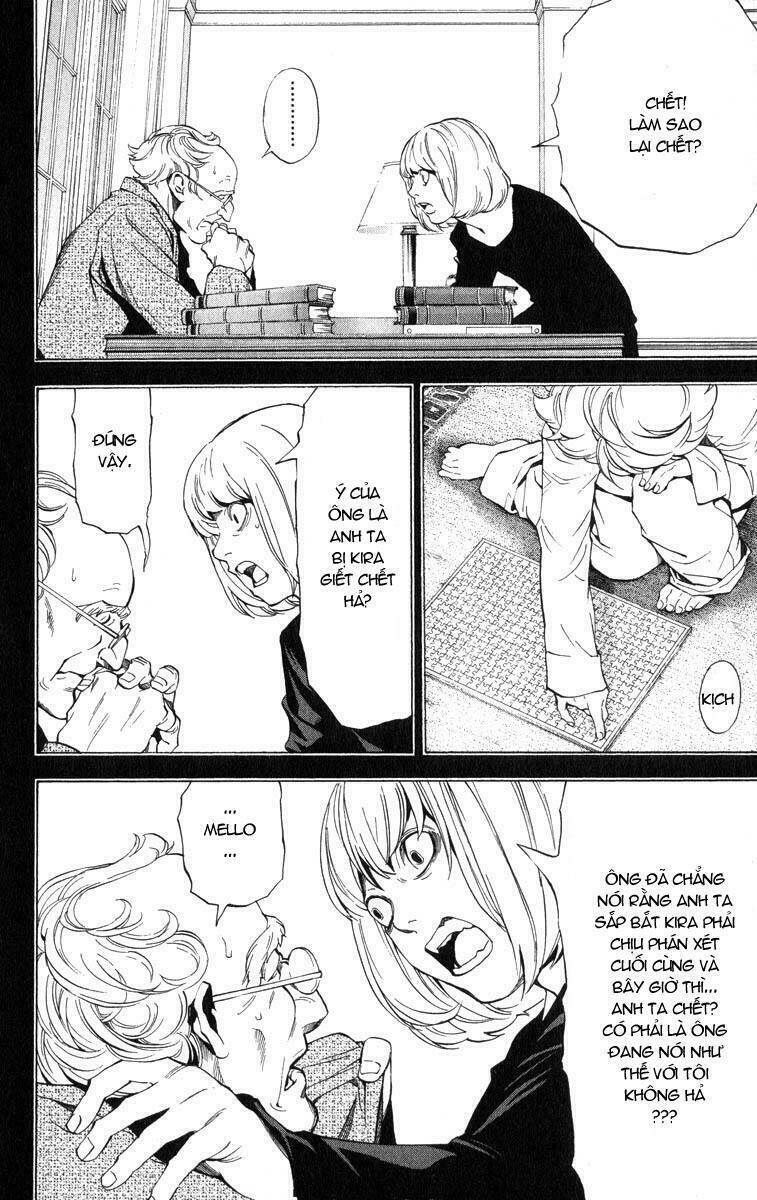 CHẾT!
LÀM SAO
LẠI CHẾT?
.........
KỊCH
Ý CỦA
ÔNG LÀ
ANH TA
BỊ KIRA
GIẾT CHẾT
HẢ?
ĐÚNG
VẬY.
ÔNG ĐÃ CHẲNG
NÓI RẰNG ANH TA
SẮP BẮT KIRA PHẢI
CHỊU PHÁN XÉT
CUỐI CÙNG VÀ
BÂY GIỜ THÌ...
ANH TA CHẾT?
CÓ PHẢI LÀ ÔNG
ĐANG NÓI NHƯ
THẾ VỚI TÔI
KHÔNG HẢ
???
...
MELLO
...